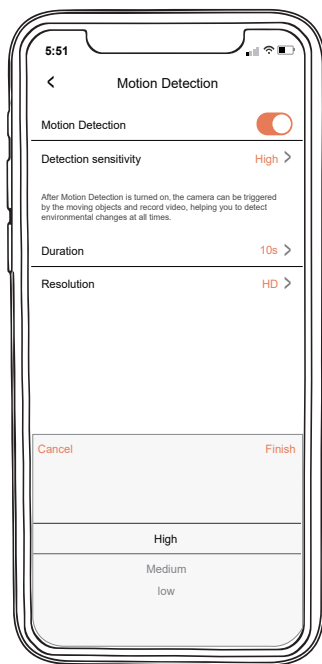 5:51
Motion Detection
Motion Detection
Detection sensitivity High
After Motion Detection is turned on, the camera can be triggered
by the moving objects and record video, helping you to detect
environmental changes at all times.
Duration 10s
Resolution HD
Cancel Finish
High
Medium
low